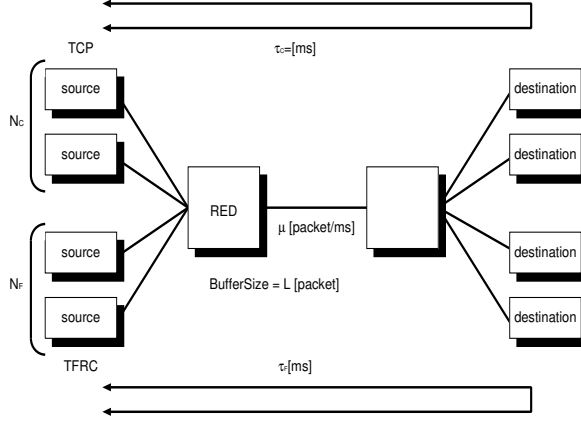 τc=[ms]
TCP
source
destination
Nc
source
destination
RED
μ [packet/ms]
source
destination
NF
BufferSize = L [packet]
source
destination
TFRC
τF[ms]